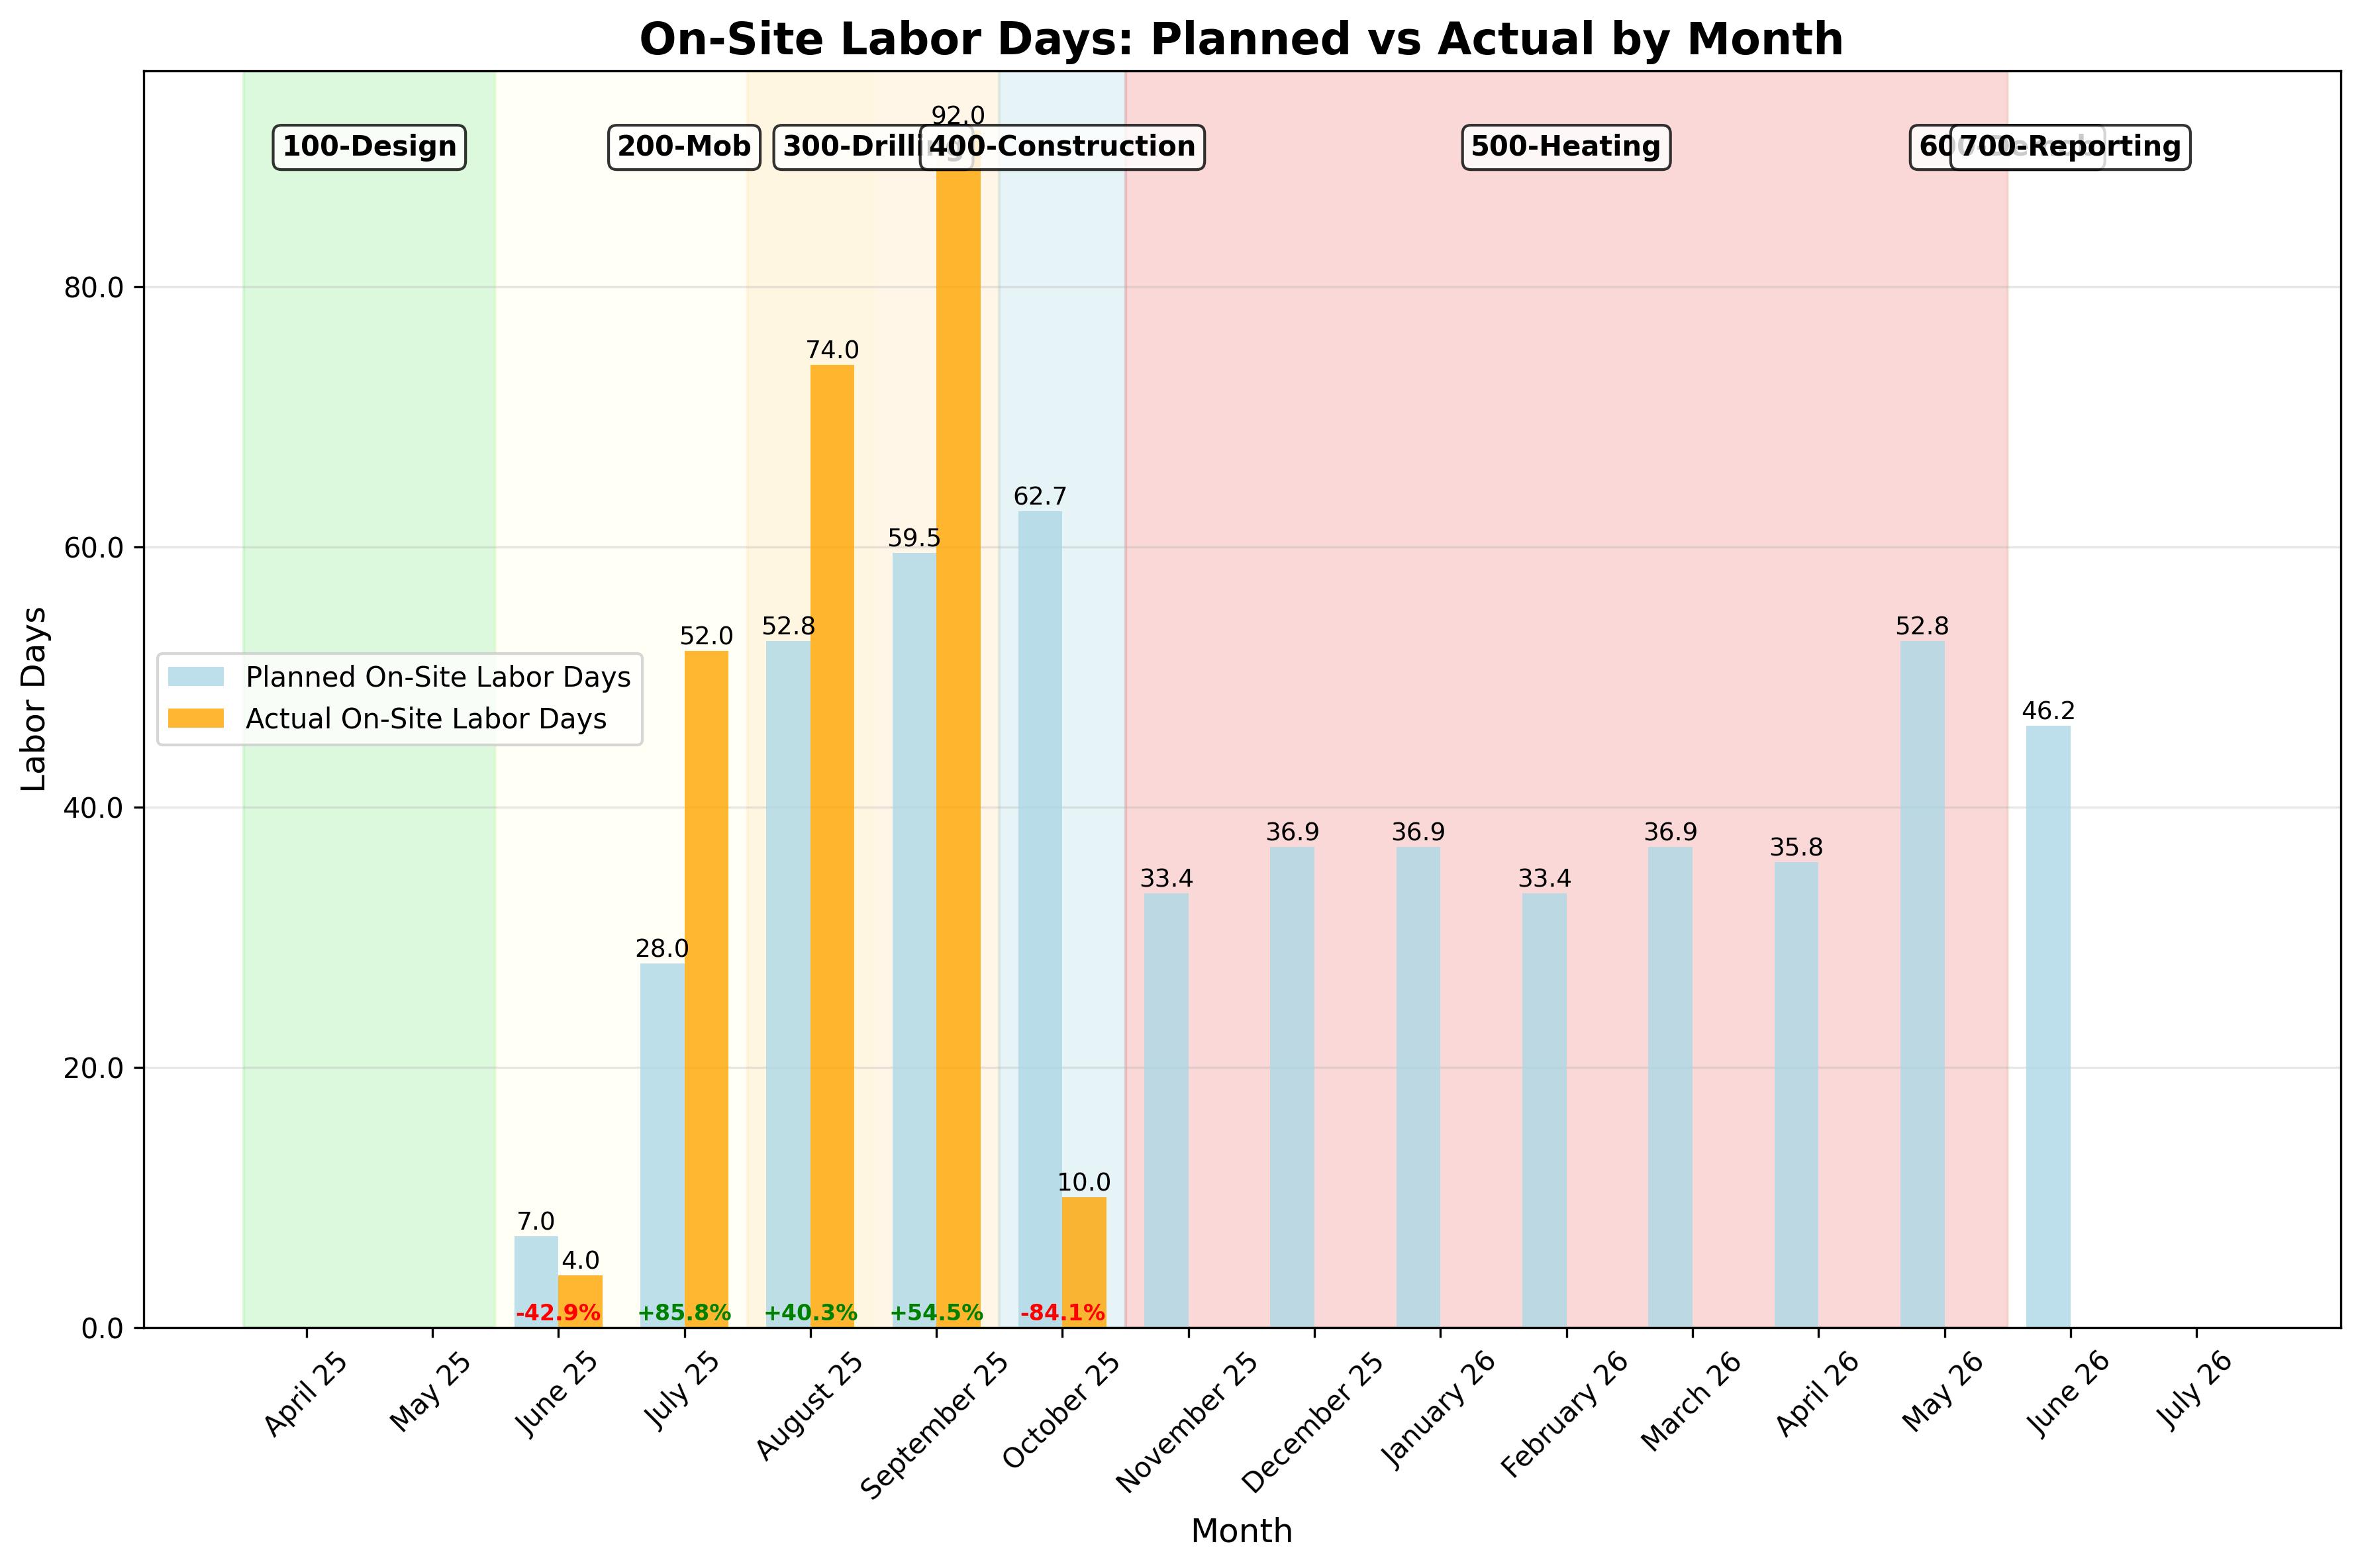 On-Site Labor Days: Planned vs Actual by Month
92.0
100-Design
200-Mob
300-Drilling
400-Construction
500-Heating
60
700-Reporting
80.0
74.0
62.7
60.0
59.5
52.8
52.0
52.8
46.2
Planned On-Site Labor Days
Actual On-Site Labor Days
Labor Days
40.0
36.9
36.9
36.9
35.8
33.4
33.4
28.0
20.0
10.0
7.0
4.0
-42.9%
+85.8%
+40.3%
+54.5%
-84.1%
0.0
April 25
May 25
June 25
July 25
August 25
September 25
October 25
November 25
December 25
January 26
February 26
March 26
April 26
May 26
June 26
July 26
Month